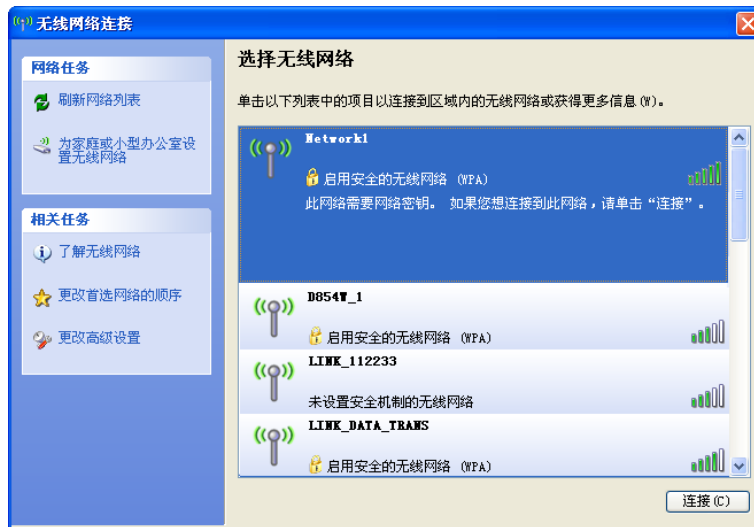 无线网络连接
网络任务
刷新网络列表
为家庭或小型办公室设
置无线网络
相关任务
了解无线网络
更改首选网络的顺序
更改高级设置
选择无线网络
单击以下列表中的项目以连接到区域内的无线网络或获得更多信息(W)。
Network1
启用安全的无线网络 (WPA)
此网络需要网络密钥。 如果您想连接到此网络，请单击“连接”。
D854W_1
启用安全的无线网络 (WPA)
LINK_112233
未设置安全机制的无线网络
LINK_DATA_TRANS
启用安全的无线网络 (WPA)
连接(C)